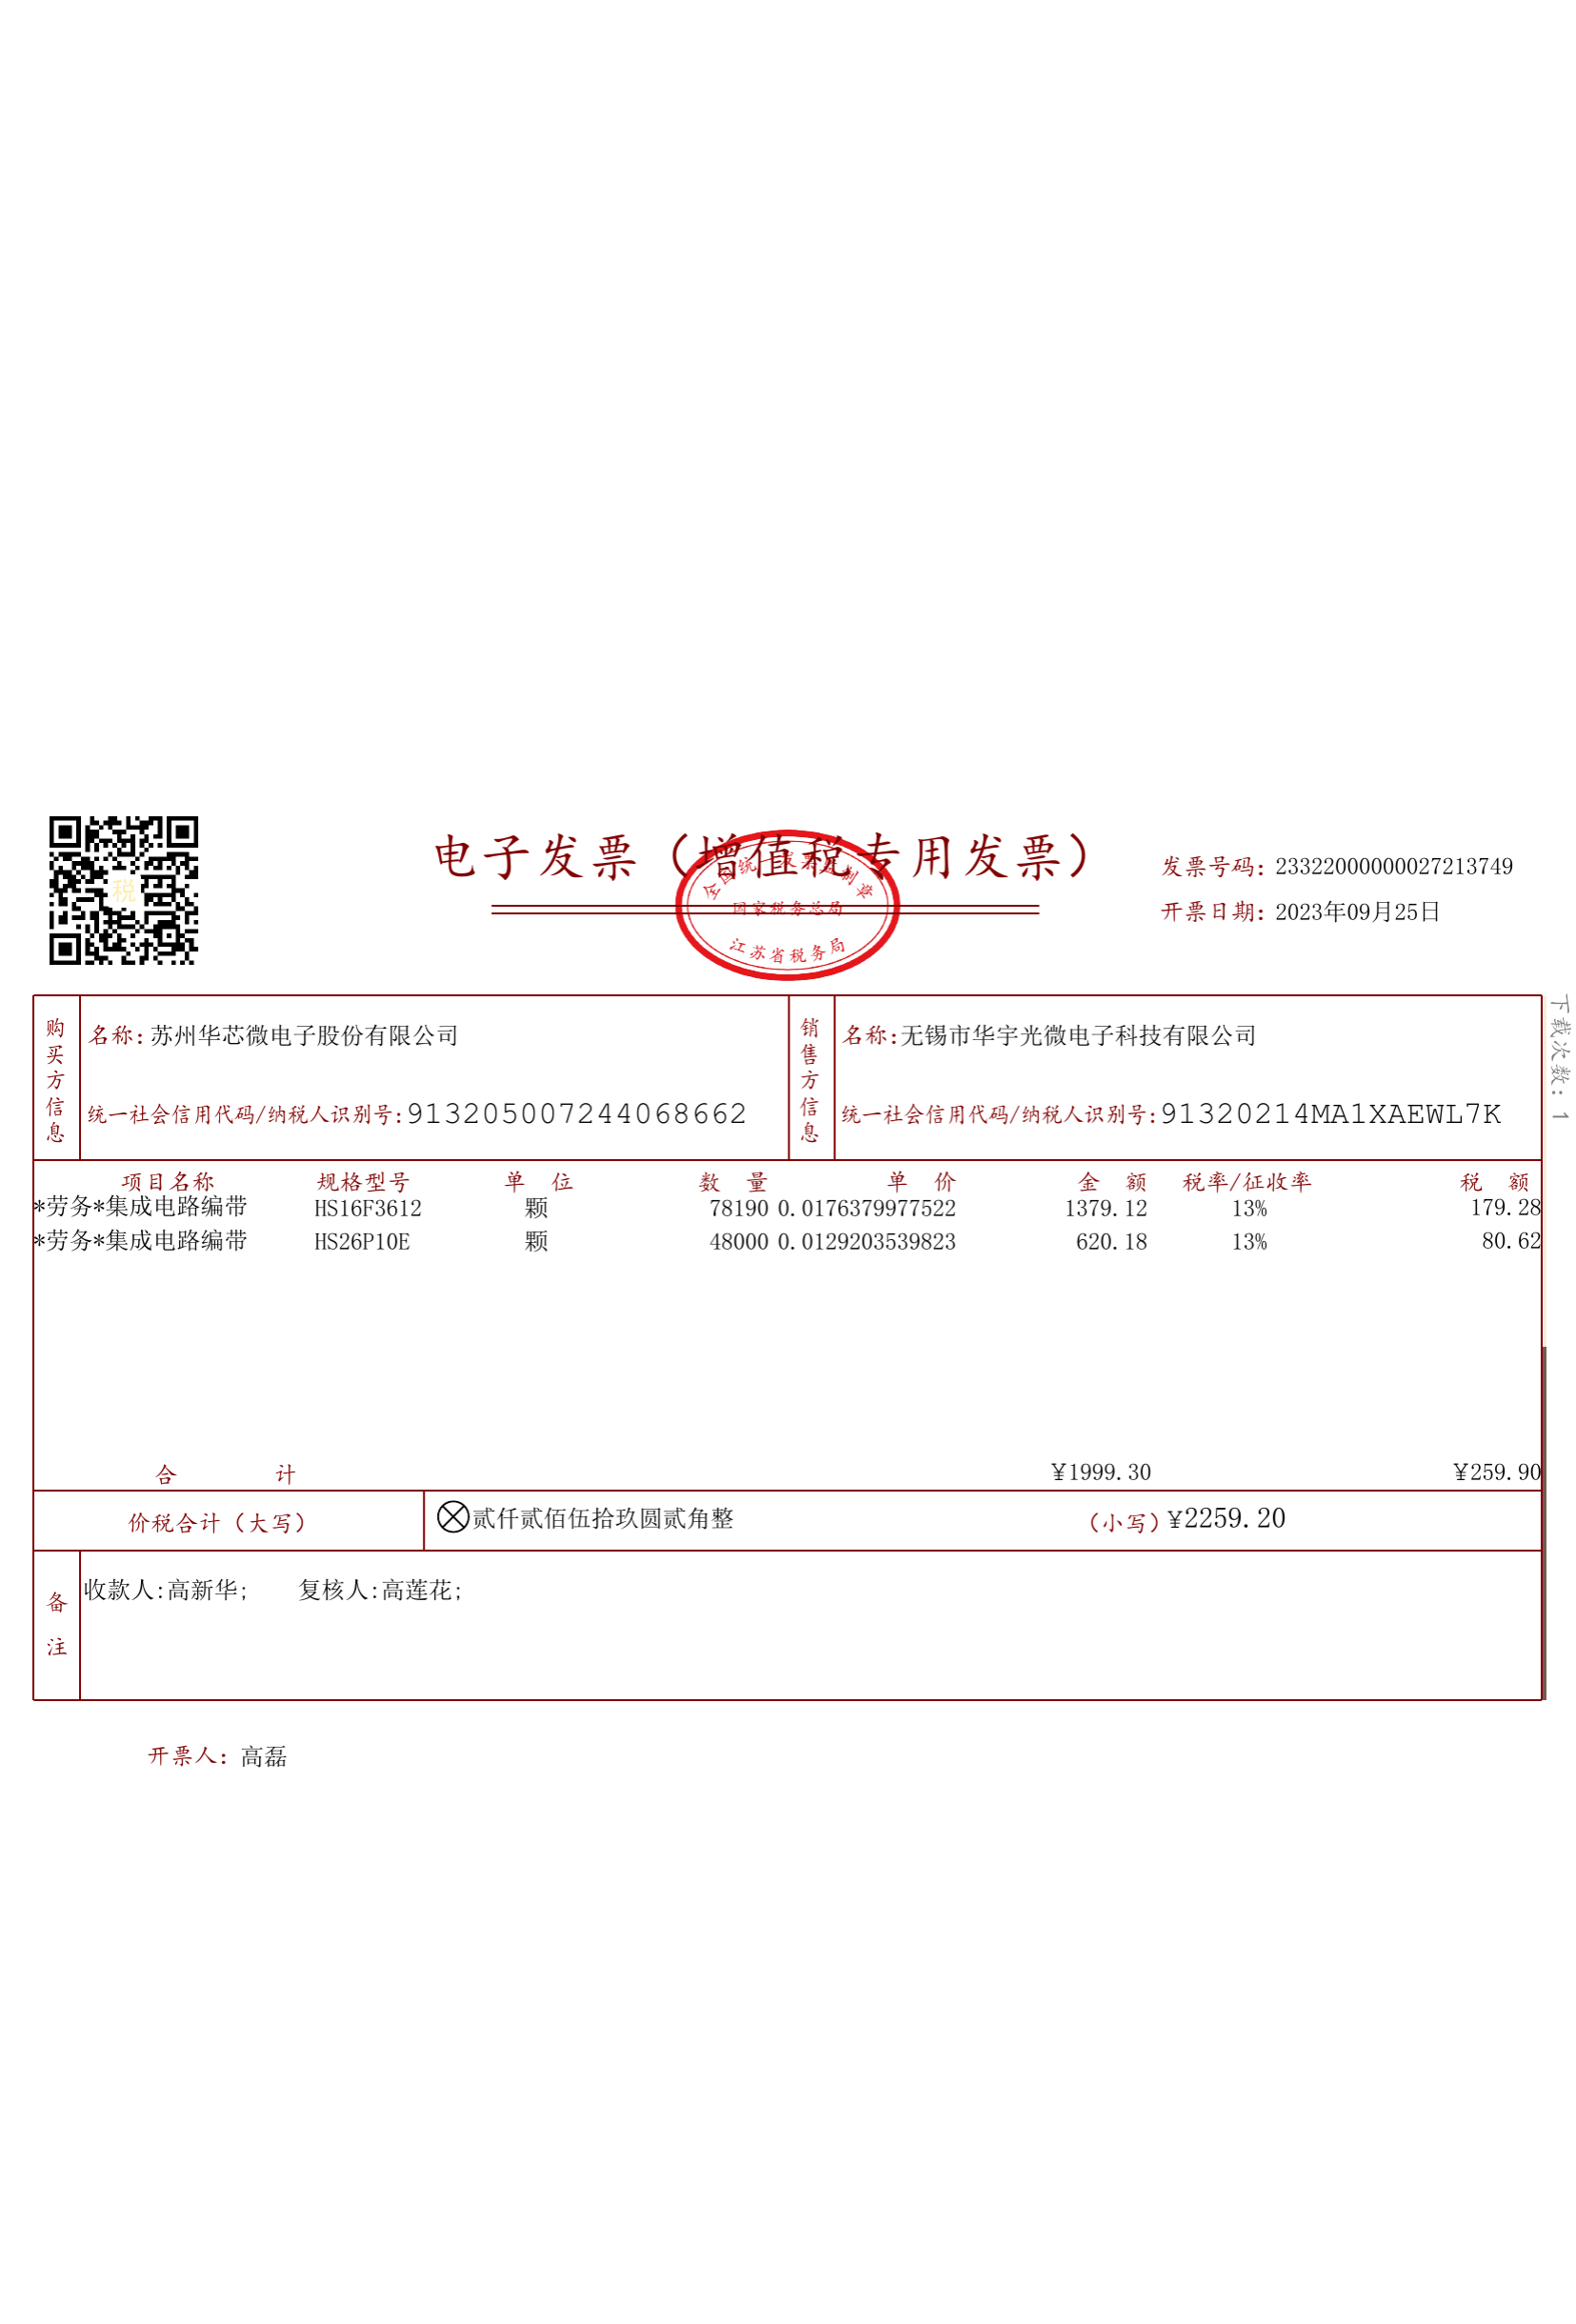 税
电子发票（增值税专用发票）
全国统一发票监制章
国家税务总局
江苏省税务局
发票号码：23322000000027213749
开票日期：2023年09月25日
下载次数：1
购买方信息
名称：苏州华芯微电子股份有限公司
统一社会信用代码/纳税人识别号：913205007244068662
销售方信息
名称：无锡市华宇光微电子科技有限公司
统一社会信用代码/纳税人识别号：91320214MA1XAEWL7K
项目名称 规格型号 单 位 数 量 单 价 金 额 税率/征收率 税 额
*劳务*集成电路编带 HS16F3612 颗 78190 0.0176379977522 1379.12 13% 179.28
*劳务*集成电路编带 HS26P10E 颗 48000 0.0129203539823 620.18 13% 80.62
合 计 ¥1999.30 ¥259.90
价税合计（大写） 贰仟贰佰伍拾玖圆贰角整 （小写）¥2259.20
备注
收款人:高新华; 复核人:高莲花;
开票人：高磊